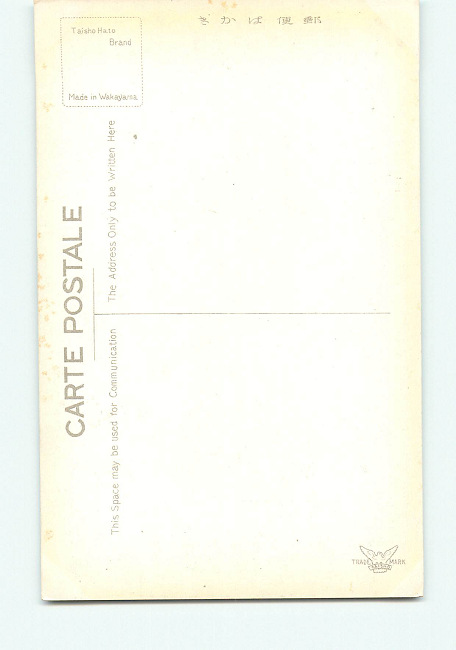 郵便はかき
Taisho Hato
Brand
Made in Wakayama
CARTE POSTALE
The Address Only to be Written Here
This Space may be used for Communication
TRADE MARK